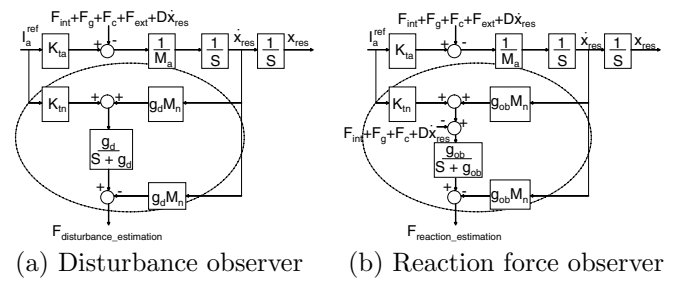 F_int+F_g+F_c+F_ext+Dẋ_res
I_a^ref
K_ta
+
-
1/M_a
1/S
ẋ_res
1/S
x_res
K_tn
+
+
g_dM_n
g_d/S + g_d
+
-
g_dM_n
F_disturbance_estimation
(a) Disturbance observer
F_int+F_g+F_c+F_ext+Dẋ_res
I_a^ref
K_ta
+
-
1/M_a
1/S
ẋ_res
1/S
x_res
K_tn
+
+
g_obM_n
-
+
F_int+F_g+F_c+Dẋ_res
g_ob/S + g_ob
+
-
g_obM_n
F_reaction_estimation
(b) Reaction force observer